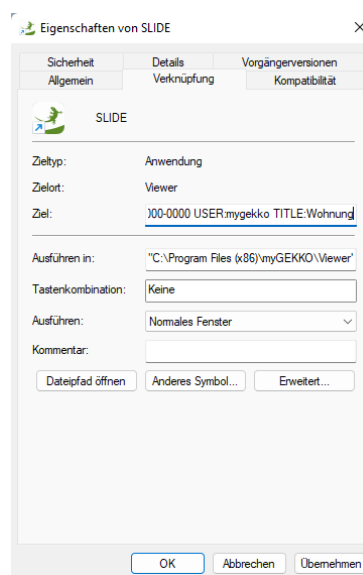 Eigenschaften von SLIDE
Sicherheit Details Vorgängerversionen
Allgemein Verknüpfung Kompatibilität
SLIDE
Zieltyp: Anwendung
Zielort: Viewer
Ziel: 000-0000 USER:mygekko TITLE:Wohnung
Ausführen in: "C:\Program Files (x86)\myGEKKO\Viewer"
Tastenkombination: Keine
Ausführen: Normales Fenster
Kommentar:
Dateipfad öffnen Anderes Symbol... Erweitert...
OK Abbrechen Übernehmen